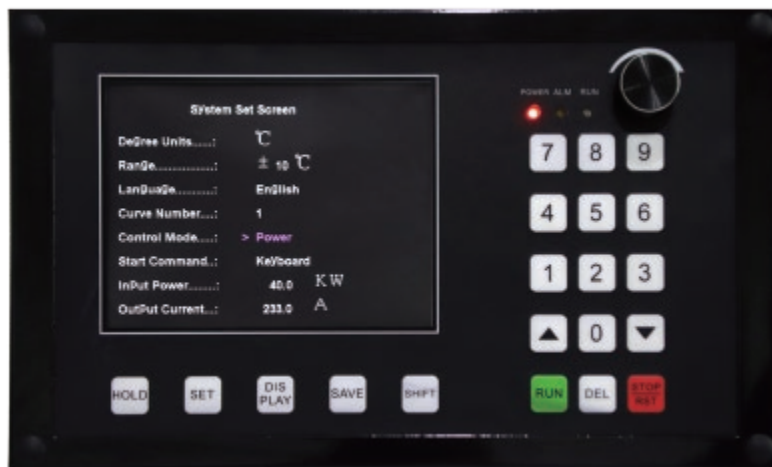 System Set Screen
Degree Units.....: ℃
Range..............: ± 10 ℃
Language..........: English
Curve Number...: 1
Control Mode....: > Power
Start Command..: Keyboard
Input Power.......: 40.0 KW
Output Current..: 233.0 A
POWER ALM RUN
7 8 9
4 5 6
1 2 3
▲ 0 ▼
HOLD SET DIS PLAY SAVE SHIFT RUN DEL STOP RST